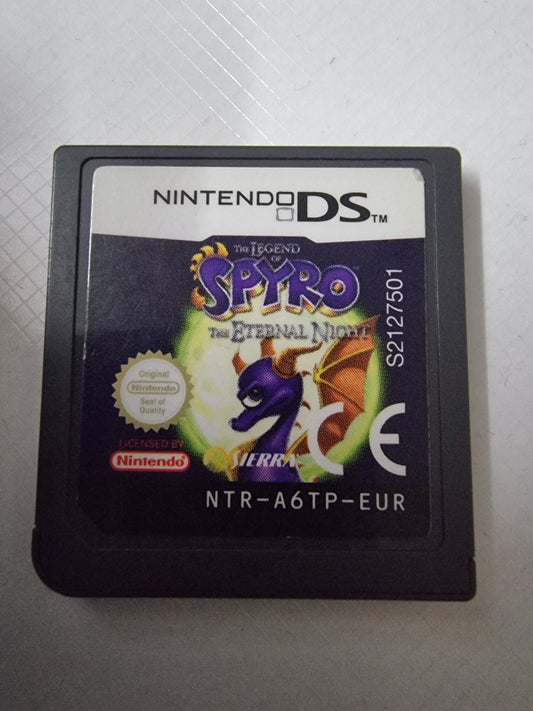 NINTENDO DS™
THE LEGEND
OF
SPYRO
THE ETERNAL NIGHT
S2127501
Original
Nintendo
Seal of
Quality
LICENSED BY
Nintendo
SIERRA
CE
NTR-A6TP-EUR